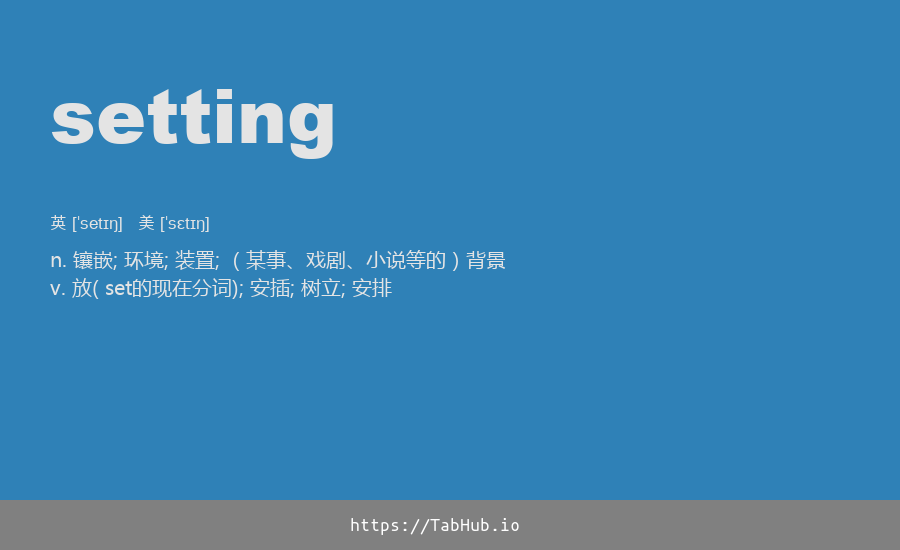 setting
英 [ˈsetɪŋ] 美 [ˈsɛtɪŋ]
n. 镶嵌; 环境; 装置; （某事、戏剧、小说等的）背景
v. 放( set的现在分词); 安插; 树立; 安排
https://TabHub.io